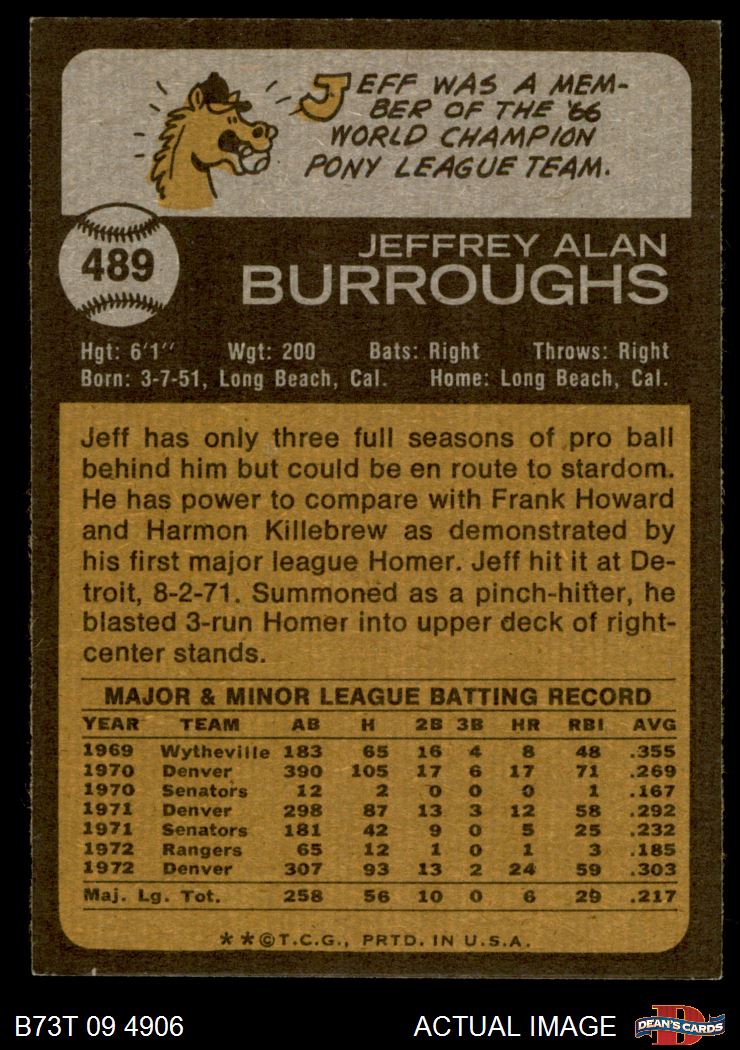 JEFF WAS A MEM-
BER OF THE '66
WORLD CHAMPION
PONY LEAGUE TEAM.
489
JEFFREY ALAN
BURROUGHS
Hgt: 6'1'' Wgt: 200 Bats: Right Throws: Right
Born: 3-7-51, Long Beach, Cal. Home: Long Beach, Cal.
Jeff has only three full seasons of pro ball
behind him but could be en route to stardom.
He has power to compare with Frank Howard
and Harmon Killebrew as demonstrated by
his first major league Homer. Jeff hit it at De-
troit, 8-2-71. Summoned as a pinch-hitter, he
blasted 3-run Homer into upper deck of right-
center stands.
MAJOR & MINOR LEAGUE BATTING RECORD
YEAR TEAM AB H 2B 3B HR RBI AVG
1969 Wytheville 183 65 16 4 8 48 .355
1970 Denver 390 105 17 6 17 71 .269
1970 Senators 12 2 0 0 0 1 .167
1971 Denver 298 87 13 3 12 58 .292
1971 Senators 181 42 9 0 5 25 .232
1972 Rangers 65 12 1 0 1 3 .185
1972 Denver 307 93 13 2 24 59 .303
Maj. Lg. Tot. 258 56 10 0 6 29 .217
**©T.C.G., PRTD. IN U.S.A.
B73T 09 4906 ACTUAL IMAGE D DEAN'S CARDS